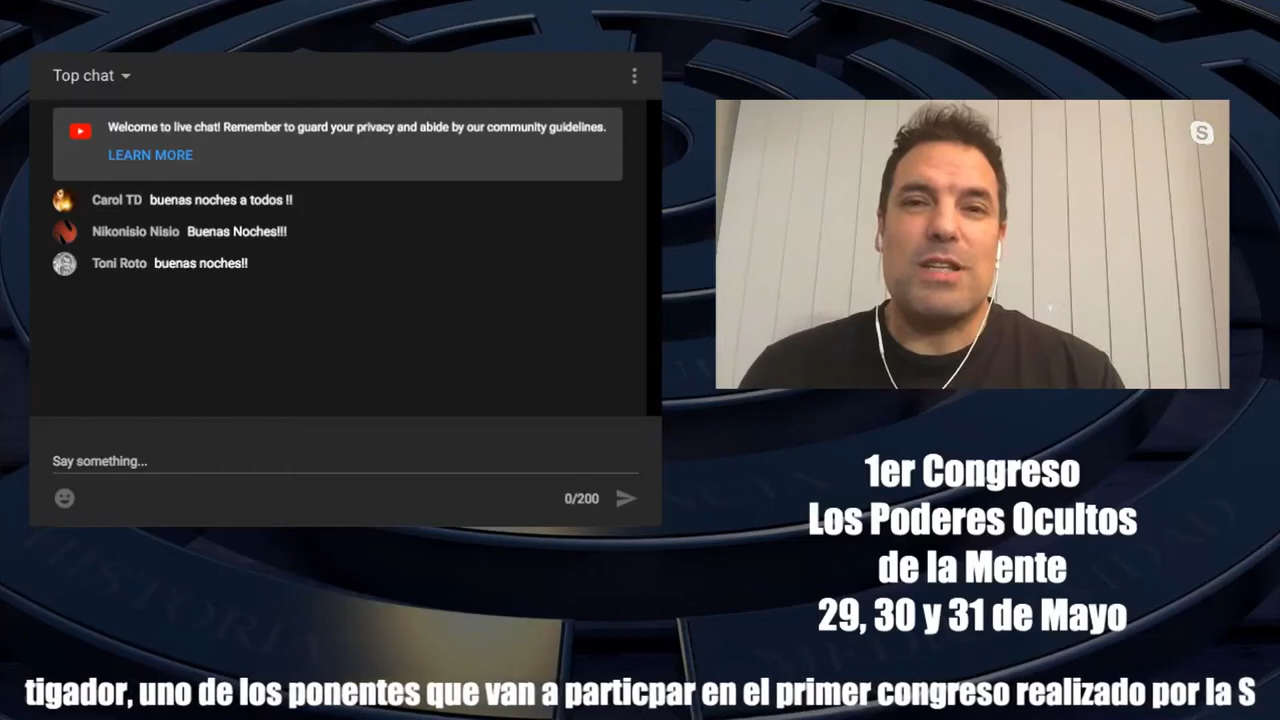 Top chat
Welcome to live chat! Remember to guard your privacy and abide by our community guidelines.
LEARN MORE
Carol TD buenas noches a todos !!
Nikonisio Nisio Buenas Noches!!!
Toni Roto buenas noches!!
Say something...
0/200
S
1er Congreso
Los Poderes Ocultos
de la Mente
29, 30 y 31 de Mayo
tigador, uno de los ponentes que van a particpar en el primer congreso realizado por la S